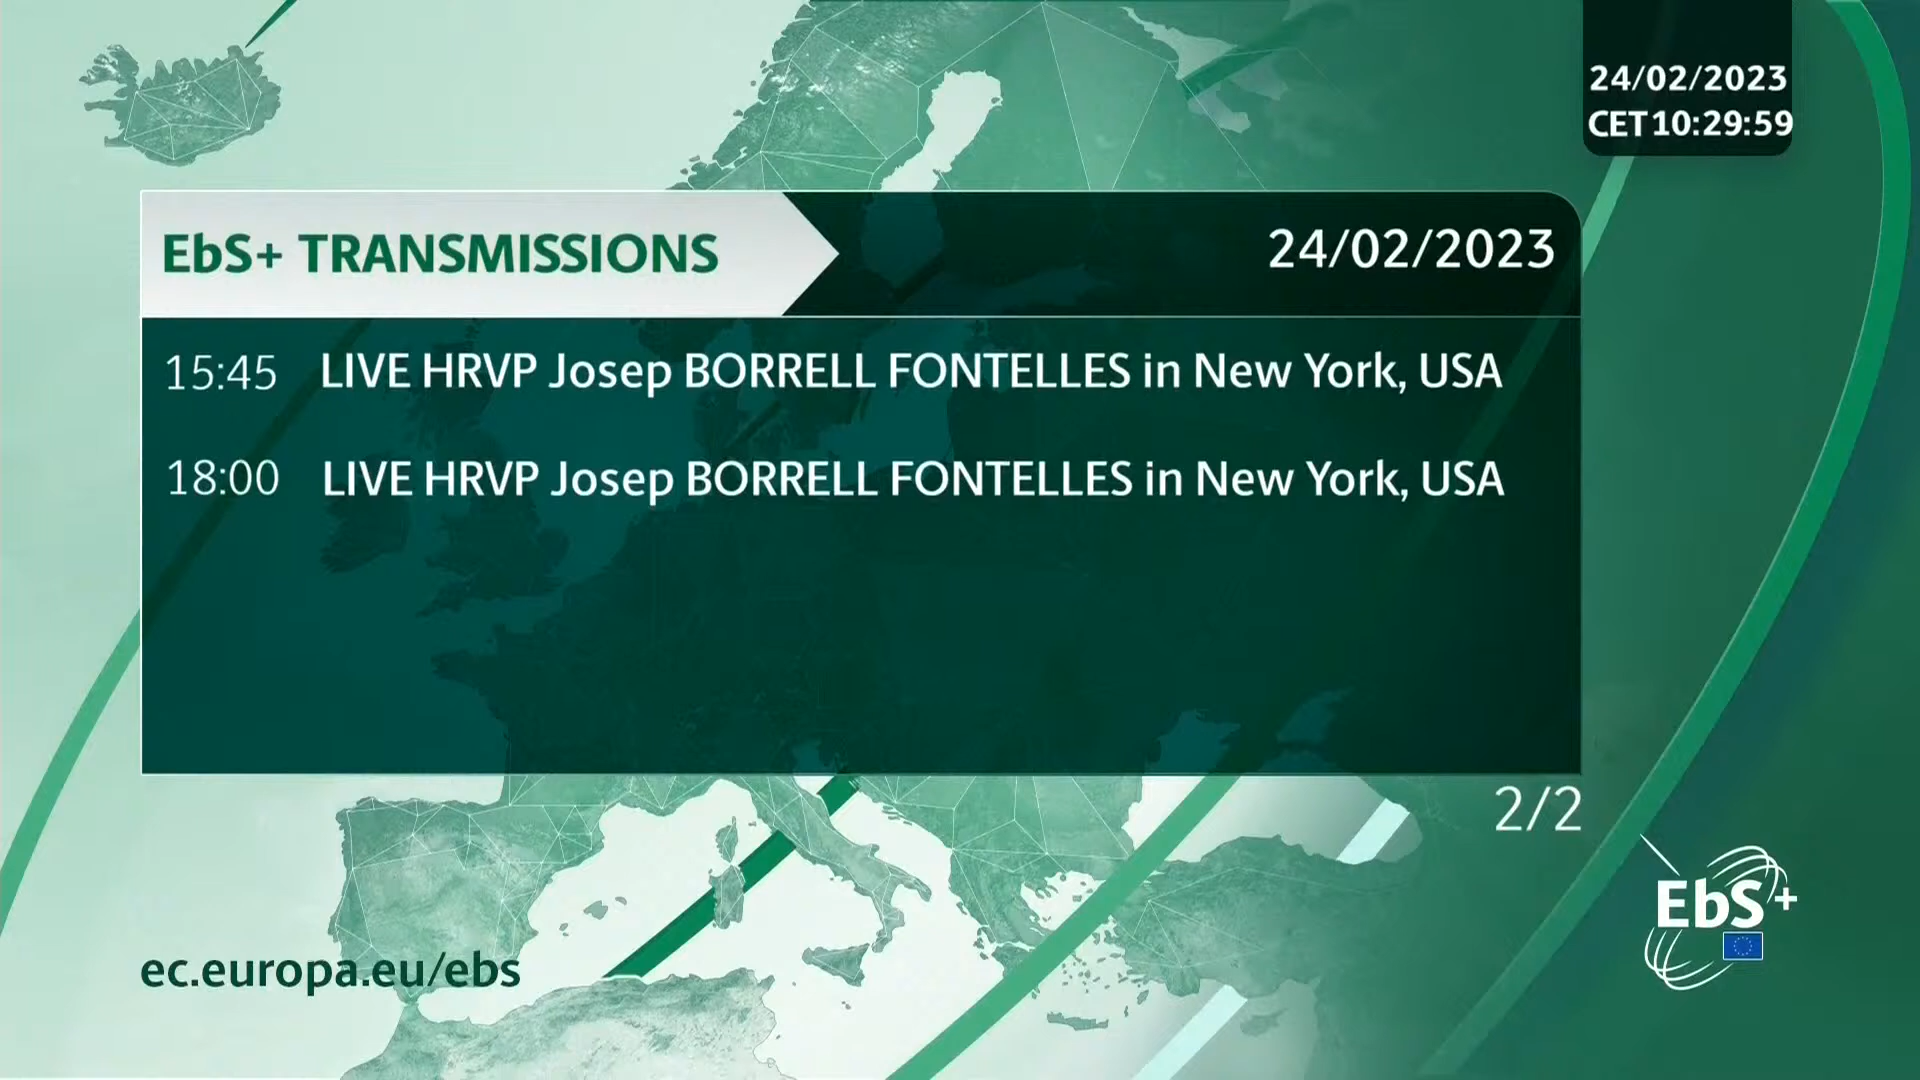 24/02/2023
CET 10:29:59
EbS+ TRANSMISSIONS
24/02/2023
15:45 LIVE HRVP Josep BORRELL FONTELLES in New York, USA
18:00 LIVE HRVP Josep BORRELL FONTELLES in New York, USA
2/2
EbS+
ec.europa.eu/ebs